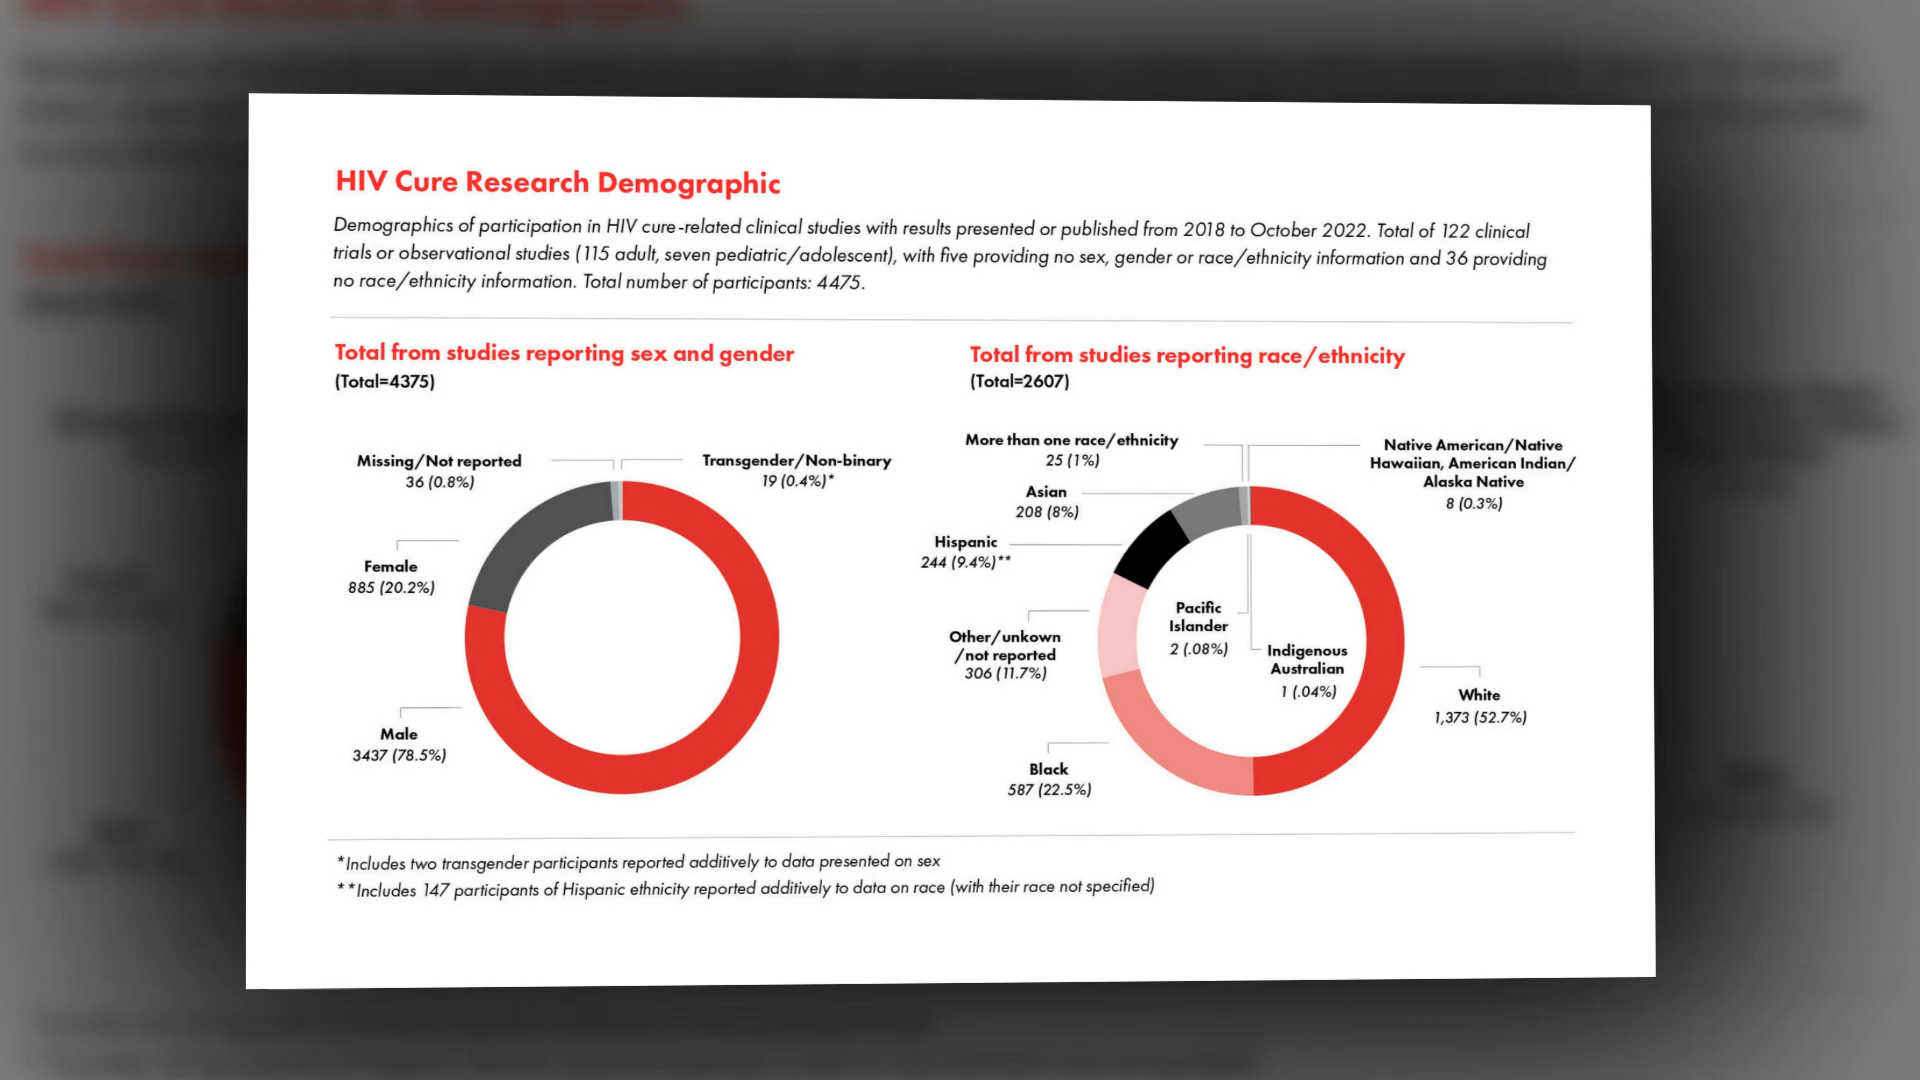 HIV Cure Research Demographic
Demographics of participation in HIV cure-related clinical studies with results presented or published from 2018 to October 2022. Total of 122 clinical
trials or observational studies (115 adult, seven pediatric/adolescent), with five providing no sex, gender or race/ethnicity information and 36 providing
no race/ethnicity information. Total number of participants: 4475.
Total from studies reporting sex and gender
(Total=4375)
Missing/Not reported
36 (0.8%)
Transgender/Non-binary
19 (0.4%)*
Female
885 (20.2%)
Male
3437 (78.5%)
Total from studies reporting race/ethnicity
(Total=2607)
More than one race/ethnicity
25 (1%)
Native American/Native
Hawaiian, American Indian/
Alaska Native
8 (0.3%)
Asian
208 (8%)
Hispanic
244 (9.4%)**
Other/unkown
/not reported
306 (11.7%)
Pacific
Islander
2 (.08%)
Indigenous
Australian
1 (.04%)
White
1,373 (52.7%)
Black
587 (22.5%)
*Includes two transgender participants reported additively to data presented on sex
**Includes 147 participants of Hispanic ethnicity reported additively to data on race (with their race not specified)